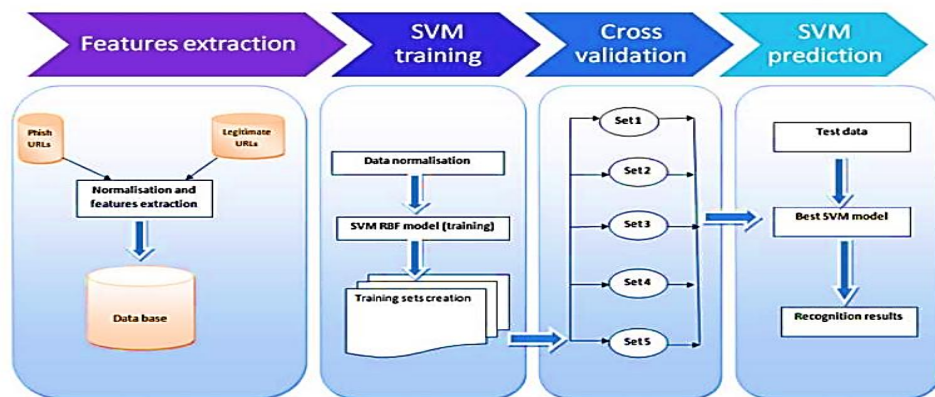 Features extraction
SVM
training
Cross
validation
SVM
prediction
Phish
URLs
Legitimate
URLs
Normalisation and
features extraction
Data base
Data normalisation
SVM RBF model (training)
Training sets creation
Set 1
Set 2
Set 3
Set 4
Set 5
Test data
Best SVM model
Recognition results